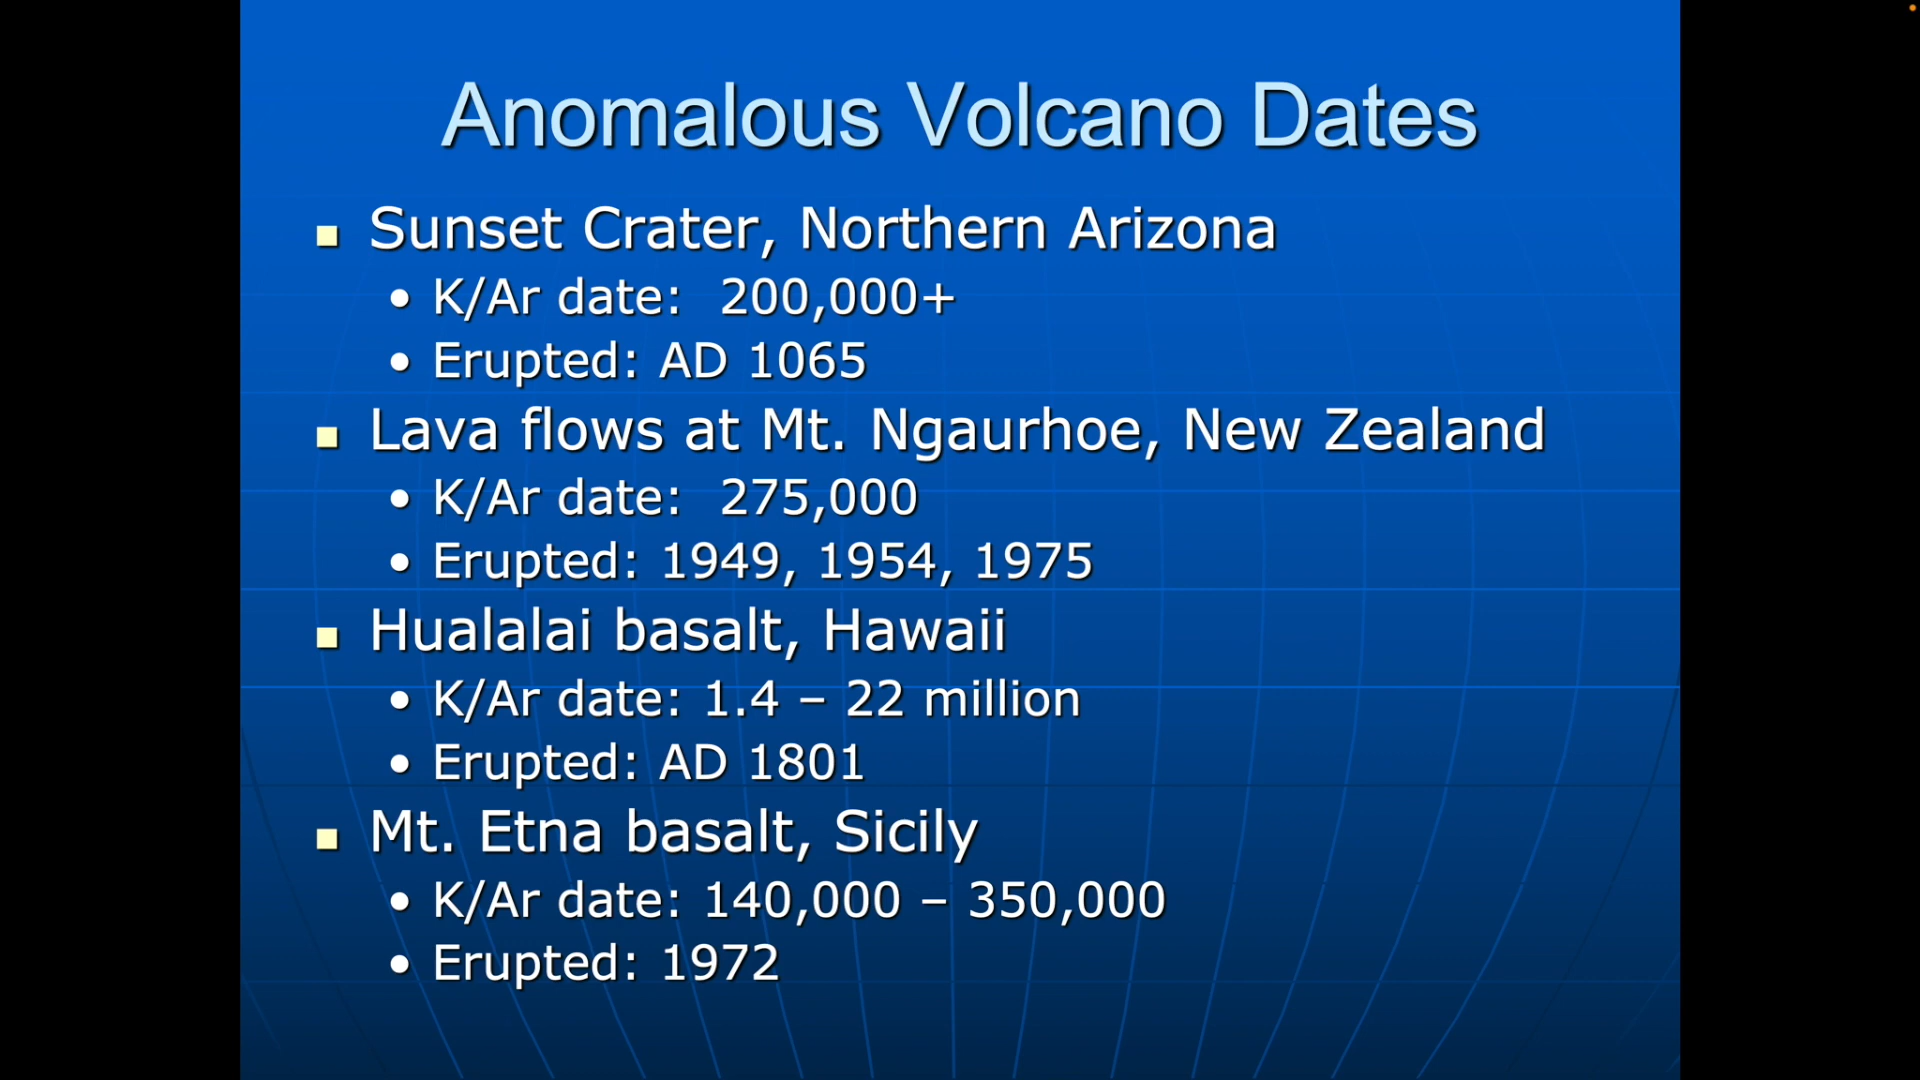 Anomalous Volcano Dates
Sunset Crater, Northern Arizona
K/Ar date:  200,000+
Erupted: AD 1065
Lava flows at Mt. Ngaurhoe, New Zealand
K/Ar date:  275,000
Erupted: 1949, 1954, 1975
Hualalai basalt, Hawaii
K/Ar date: 1.4 – 22 million
Erupted: AD 1801
Mt. Etna basalt, Sicily
K/Ar date: 140,000 – 350,000
Erupted: 1972